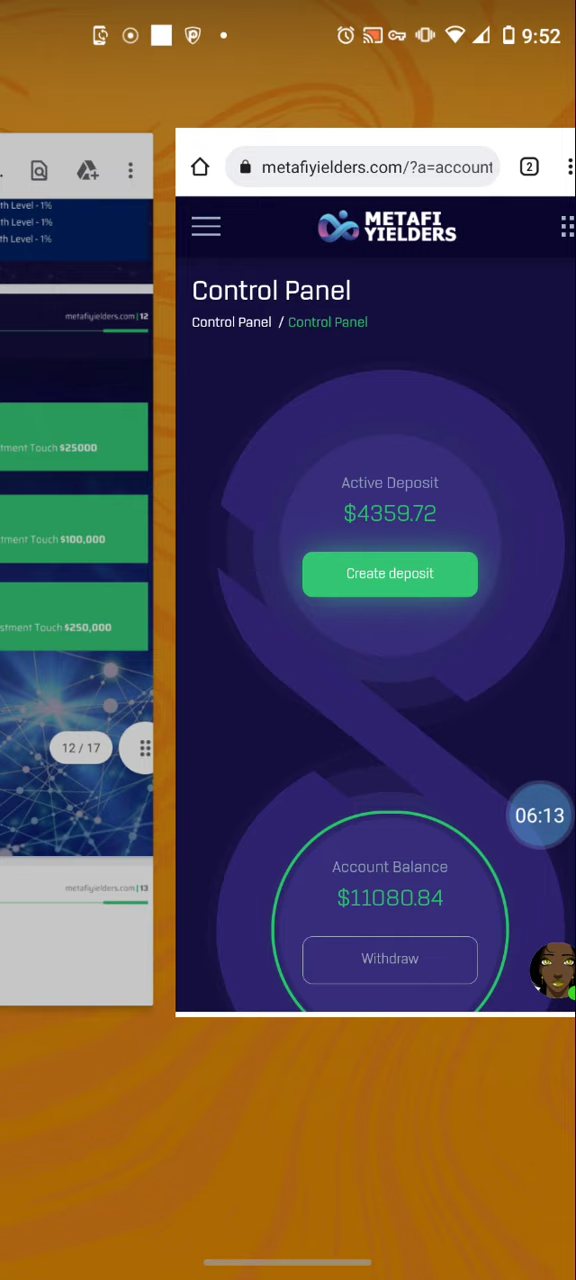 9:52
th Level - 1%
th Level - 1%
th Level - 1%
metafiyielders.com | 12
tment Touch $25000
tment Touch $100,000
stment Touch $250,000
12 / 17
metafiyielders.com | 13
metafiyielders.com/?a=account
2
METAFI
YIELDERS
Control Panel
Control Panel / Control Panel
Active Deposit
$4359.72
Create deposit
06:13
Account Balance
$11080.84
Withdraw